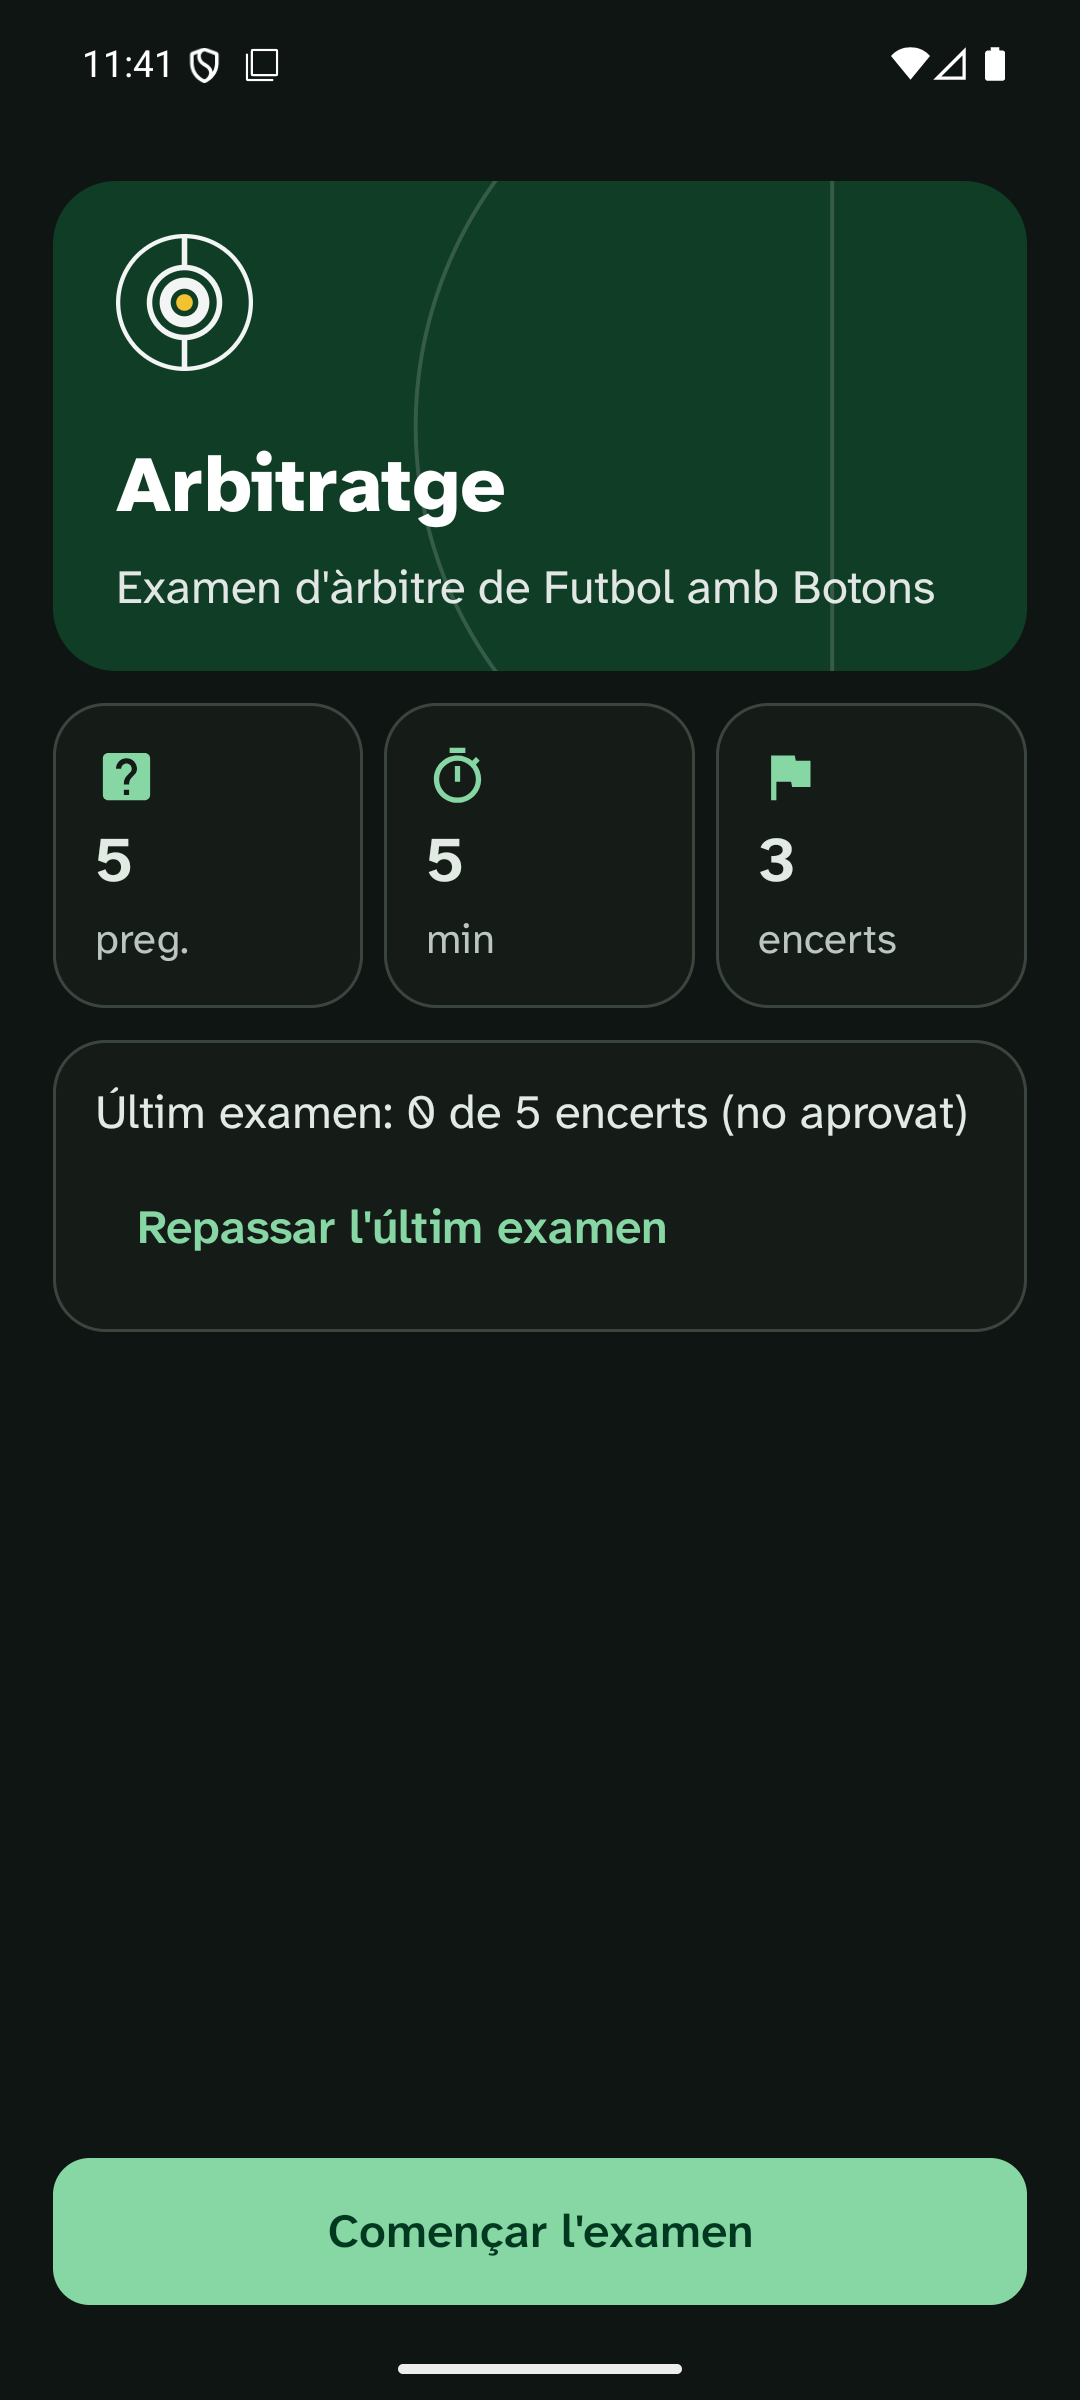 11:41
Arbitratge
Examen d'àrbitre de Futbol amb Botons
5
preg.
5
min
3
encerts
Últim examen: 0 de 5 encerts (no aprovat)
Repassar l'últim examen
Començar l'examen